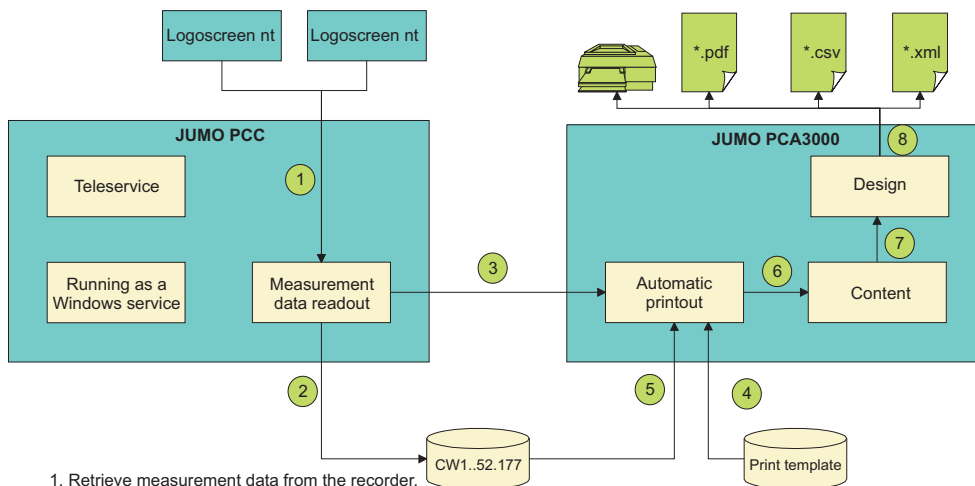 Logoscreen nt
Logoscreen nt
*.pdf
*.csv
*.xml
JUMO PCC
JUMO PCA3000
8
Teleservice
1
Design
3
6
7
Running as a
Windows service
Measurement
data readout
Automatic
printout
Content
2
5
4
CW1..52.177
Print template
1. Retrieve measurement data from the recorder.